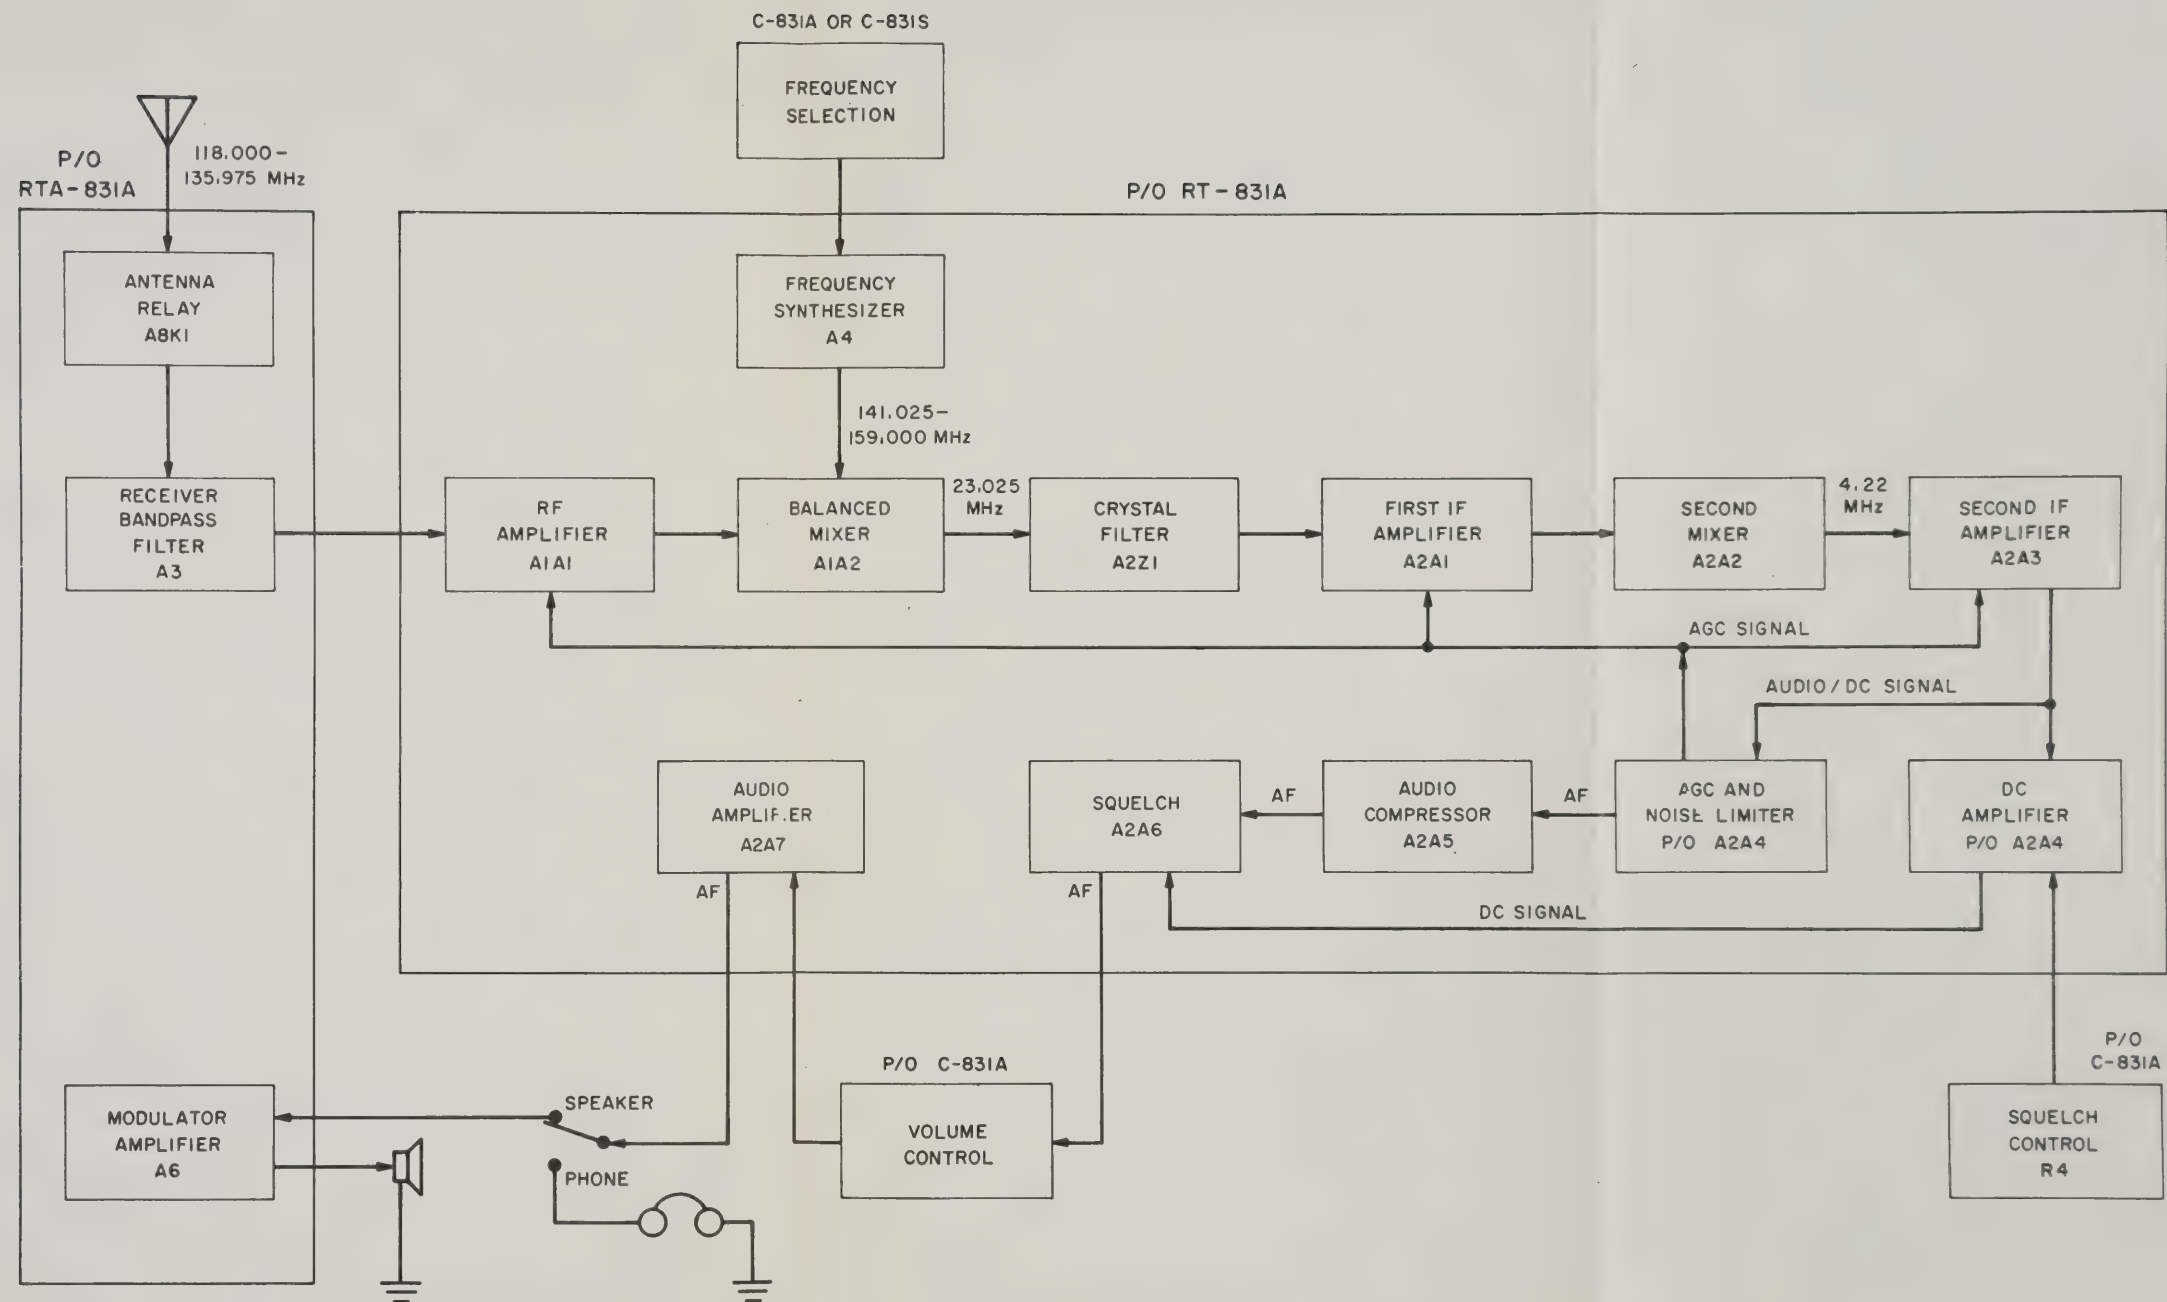 C-831A OR C-831S
FREQUENCY
SELECTION
P/O
RTA-831A
118.000-
135.975 MHz
P/O RT-831A
ANTENNA
RELAY
A8K1
FREQUENCY
SYNTHESIZER
A4
141.025-
159.000 MHz
RECEIVER
BANDPASS
FILTER
A3
RF
AMPLIFIER
A1A1
BALANCED
MIXER
A1A2
23.025
MHz
CRYSTAL
FILTER
A2Z1
FIRST IF
AMPLIFIER
A2A1
SECOND
MIXER
A2A2
4.22
MHz
SECOND IF
AMPLIFIER
A2A3
AGC SIGNAL
AUDIO/DC SIGNAL
AUDIO
AMPLIFIER
A2A7
SQUELCH
A2A6
AF
AUDIO
COMPRESSOR
A2A5
AF
AGC AND
NOISE LIMITER
P/O A2A4
DC
AMPLIFIER
P/O A2A4
AF
AF
DC SIGNAL
P/O C-831A
VOLUME
CONTROL
P/O
C-831A
SQUELCH
CONTROL
R4
MODULATOR
AMPLIFIER
A6
SPEAKER
PHONE